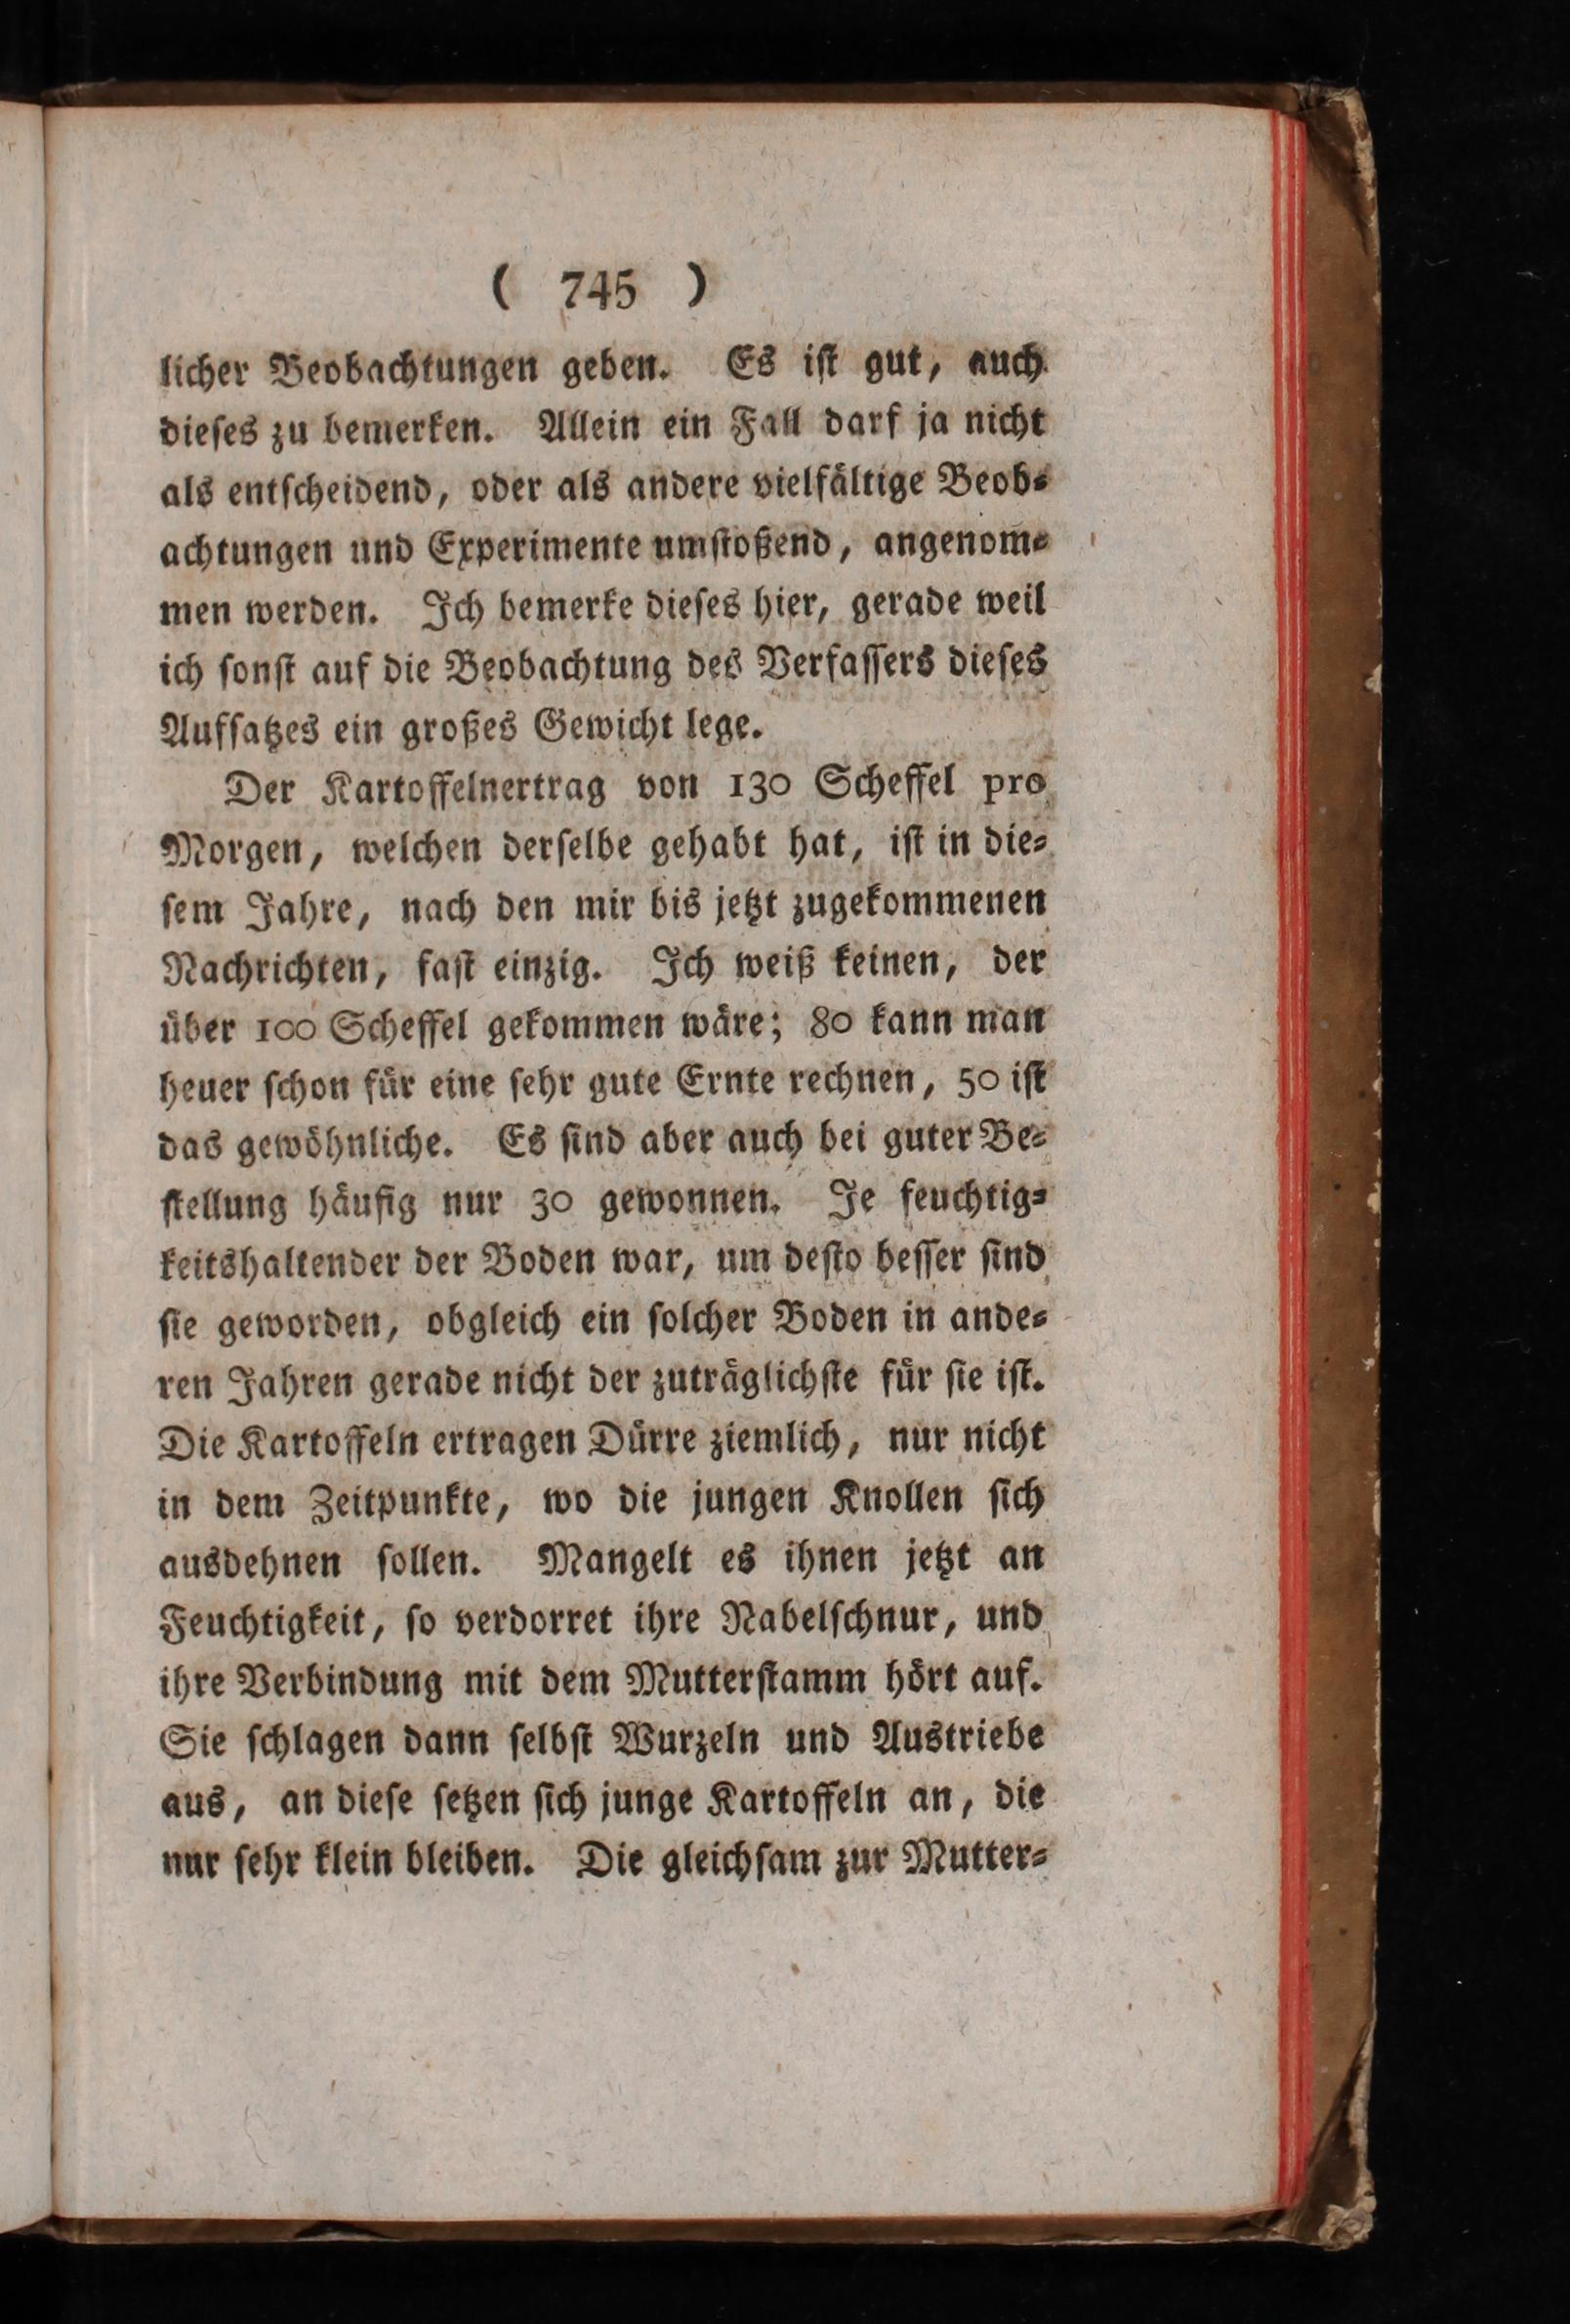 ( 745 )
licher Beobachtungen geben. Es iſt gut, auch
dieſes zu bemerken. Allein ein Fall darf ja nicht
als entſcheidend, oder als andere vielfältige Beob⸗
achtungen und Experimente umſtoßend, angenom⸗
men werden. Ich bemerke dieſes hier, gerade weil
ich ſonſt auf die Beobachtung des Verfaſſers dieſes
Aufſatzes ein großes Gewicht lege.
Der Kartoffelnertrag von 130 Scheffel pro
Morgen, welchen derſelbe gehabt hat, iſt in die⸗
ſem Jahre, nach den mir bis jetzt zugekommenen
Nachrichten, faſt einzig. Ich weiß keinen, der
über 100 Scheffel gekommen wäre; 80 kann man
heuer ſchon für eine ſehr gute Ernte rechnen, 50 iſt
das gewöhnliche. Es ſind aber auch bei guter Be⸗
ſtellung häufig nur 30 gewonnen. Je feuchtig⸗
keitshaltender der Boden war, um deſto beſſer ſind
ſie geworden, obgleich ein ſolcher Boden in ande⸗
ren Jahren gerade nicht der zuträglichſte für ſie iſt.
Die Kartoffeln ertragen Dürre ziemlich, nur nicht
in dem Zeitpunkte, wo die jungen Knollen ſich
ausdehnen ſollen. Mangelt es ihnen jetzt an
Feuchtigkeit, ſo verdorret ihre Nabelſchnur, und
ihre Verbindung mit dem Mutterſtamm hört auf.
Sie ſchlagen dann ſelbſt Wurzeln und Austriebe
aus, an dieſe ſetzen ſich junge Kartoffeln an, die
nur ſehr klein bleiben. Die gleichſam zur Mutter⸗